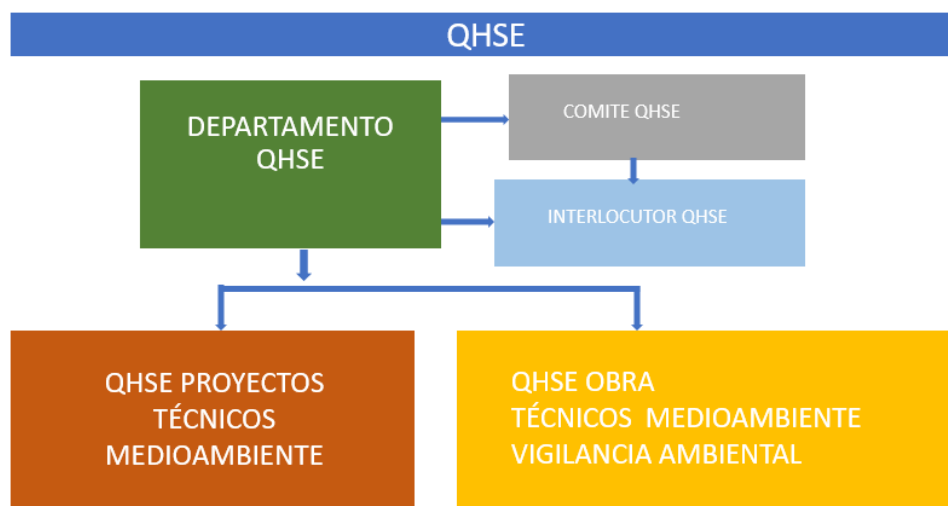 QHSE
DEPARTAMENTO
QHSE
COMITE QHSE
INTERLOCUTOR QHSE
QHSE PROYECTOS
TÉCNICOS
MEDIOAMBIENTE
QHSE OBRA
TÉCNICOS MEDIOAMBIENTE
VIGILANCIA AMBIENTAL